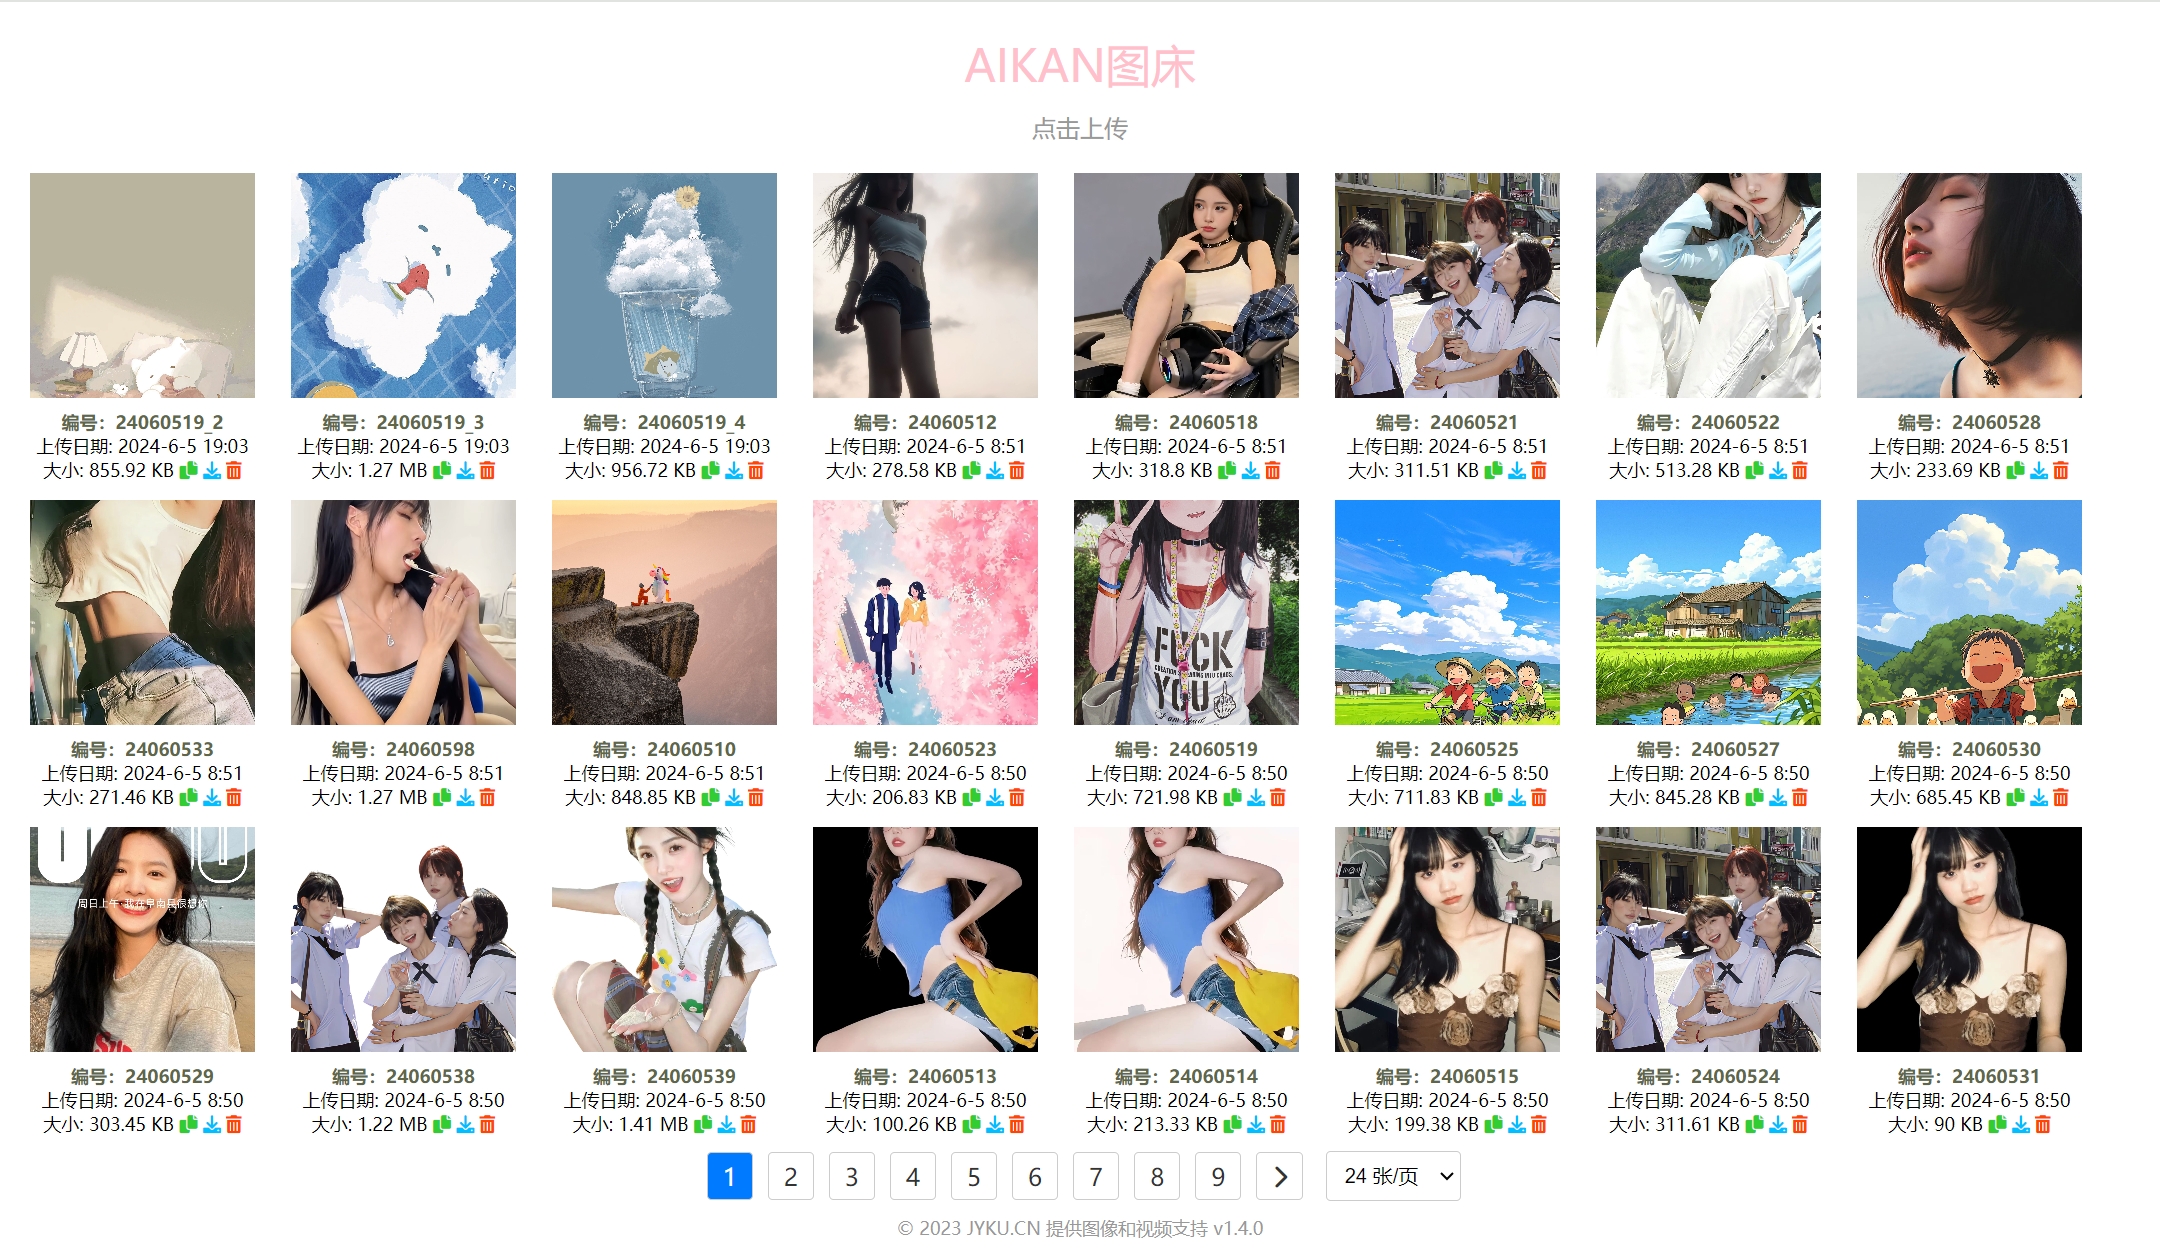 AIKAN图床
点击上传
编号：24060519_2
上传日期: 2024-6-5 19:03
大小: 855.92 KB
编号：24060519_3
上传日期: 2024-6-5 19:03
大小: 1.27 MB
编号：24060519_4
上传日期: 2024-6-5 19:03
大小: 956.72 KB
编号：24060512
上传日期: 2024-6-5 8:51
大小: 278.58 KB
编号：24060518
上传日期: 2024-6-5 8:51
大小: 318.8 KB
编号：24060521
上传日期: 2024-6-5 8:51
大小: 311.51 KB
编号：24060522
上传日期: 2024-6-5 8:51
大小: 513.28 KB
编号：24060528
上传日期: 2024-6-5 8:51
大小: 233.69 KB
FUCK
YOU
编号：24060533
上传日期: 2024-6-5 8:51
大小: 271.46 KB
编号：24060598
上传日期: 2024-6-5 8:51
大小: 1.27 MB
编号：24060510
上传日期: 2024-6-5 8:51
大小: 848.85 KB
编号：24060523
上传日期: 2024-6-5 8:50
大小: 206.83 KB
编号：24060519
上传日期: 2024-6-5 8:50
大小: 721.98 KB
编号：24060525
上传日期: 2024-6-5 8:50
大小: 711.83 KB
编号：24060527
上传日期: 2024-6-5 8:50
大小: 845.28 KB
编号：24060530
上传日期: 2024-6-5 8:50
大小: 685.45 KB
编号：24060529
上传日期: 2024-6-5 8:50
大小: 303.45 KB
编号：24060538
上传日期: 2024-6-5 8:50
大小: 1.22 MB
编号：24060539
上传日期: 2024-6-5 8:50
大小: 1.41 MB
编号：24060513
上传日期: 2024-6-5 8:50
大小: 100.26 KB
编号：24060514
上传日期: 2024-6-5 8:50
大小: 213.33 KB
编号：24060515
上传日期: 2024-6-5 8:50
大小: 199.38 KB
编号：24060524
上传日期: 2024-6-5 8:50
大小: 311.61 KB
编号：24060531
上传日期: 2024-6-5 8:50
大小: 90 KB
1 2 3 4 5 6 7 8 9 24 张/页
© 2023 JYKU.CN 提供图像和视频支持 v1.4.0